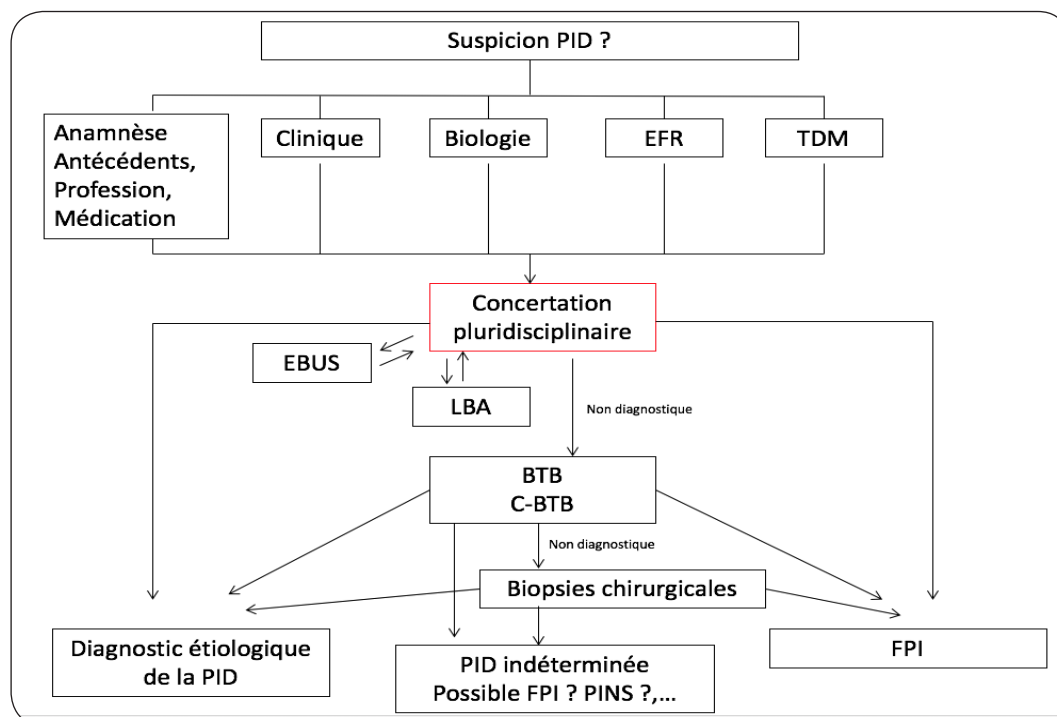 Suspicion PID ?
Anamnèse
Antécédents,
Profession,
Médication
Clinique
Biologie
EFR
TDM
Concertation
pluridisciplinaire
EBUS
LBA
Non diagnostique
BTB
C-BTB
Non diagnostique
Biopsies chirurgicales
Diagnostic étiologique
de la PID
PID indéterminée
Possible FPI ? PINS ?,...
FPI